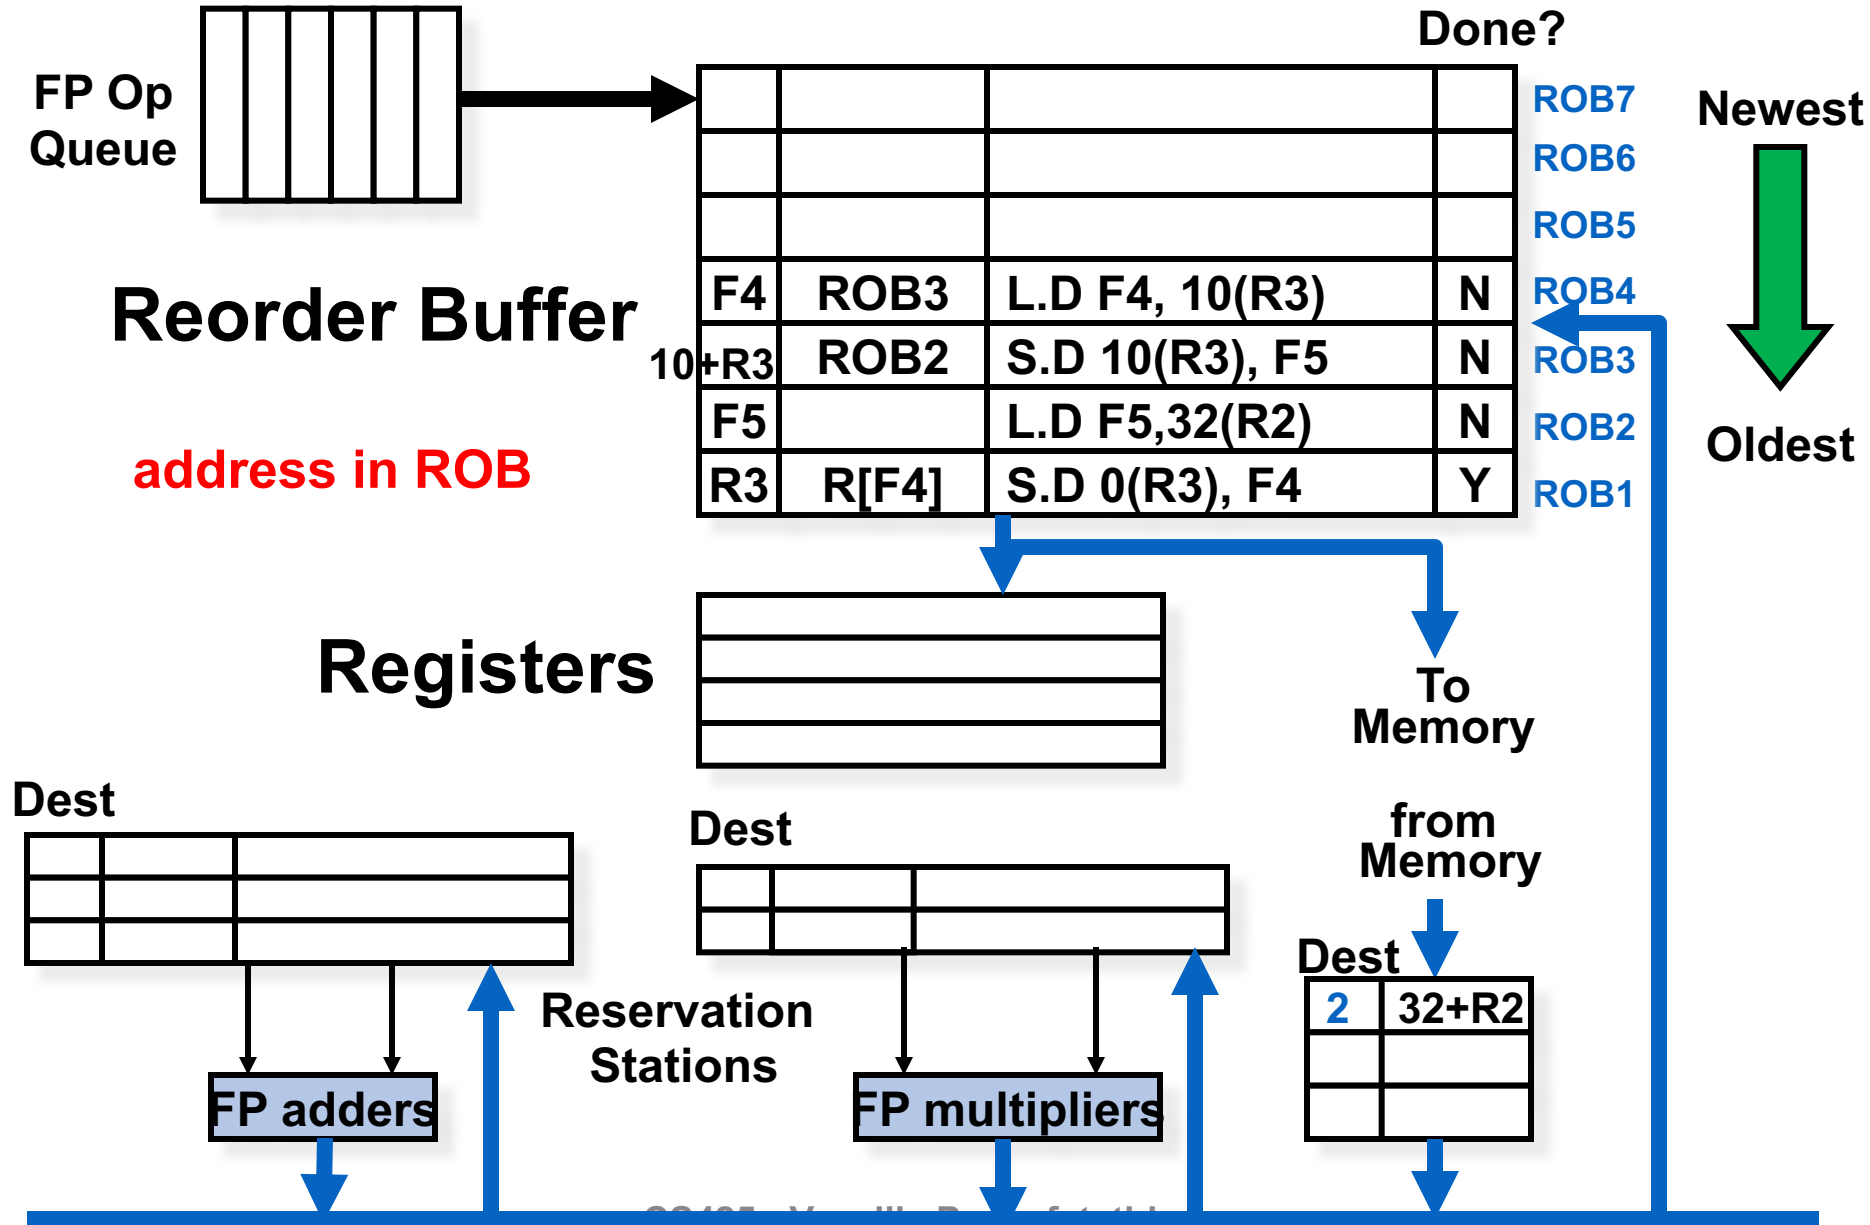 Done?
FP Op
Queue
ROB7
Newest
ROB6
ROB5
Reorder Buffer
F4 ROB3 L.D F4, 10(R3) N ROB4
10+R3 ROB2 S.D 10(R3), F5 N ROB3
F5 L.D F5,32(R2) N ROB2
Oldest
address in ROB
R3 R[F4] S.D 0(R3), F4 Y ROB1
Registers
To
Memory
Dest
Dest
from
Memory
Dest
2 32+R2
Reservation
Stations
FP adders
FP multipliers